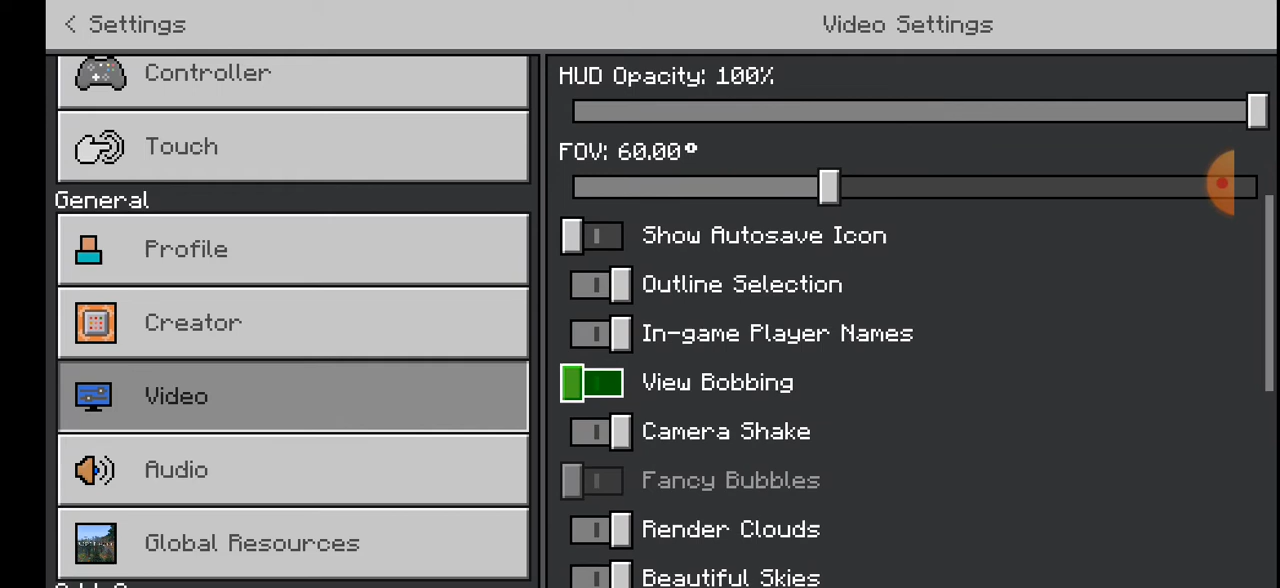 Settings
Video Settings
Controller
Touch
General
Profile
Creator
Video
Audio
Global Resources
HUD Opacity: 100%
FOV: 60.00°
Show Autosave Icon
Outline Selection
In-game Player Names
View Bobbing
Camera Shake
Fancy Bubbles
Render Clouds
Beautiful Skies